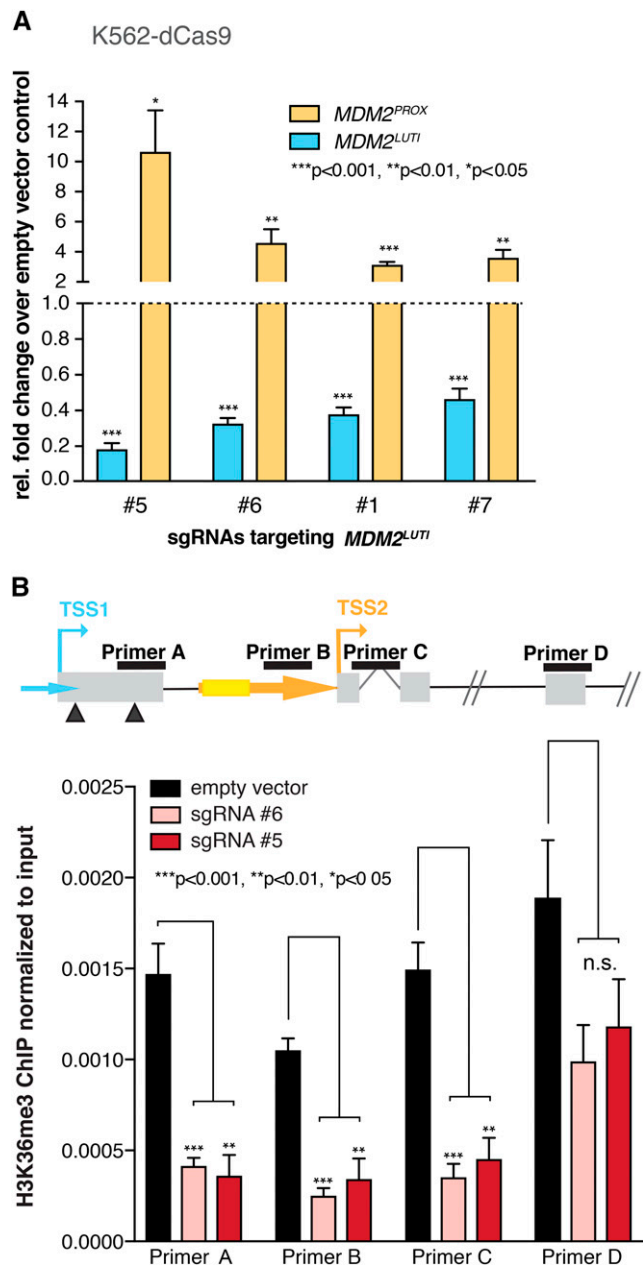 A
K562-dCas9
rel. fold change over empty vector control
14
12
10
8
6
4
2
1.0
0.8
0.6
0.4
0.2
0.0
MDM2PROX
MDM2LUTI
***p<0.001, **p<0.01, *p<0.05
*
**
***
**
***
***
***
***
#5 #6 #1 #7
sgRNAs targeting MDM2LUTI
B
TSS1 TSS2
Primer A Primer B Primer C Primer D
H3K36me3 ChIP normalized to input
0.0025
0.0020
0.0015
0.0010
0.0005
0.0000
empty vector
sgRNA #6
sgRNA #5
***p<0.001, **p<0.01, *p<0 05
n.s.
*** ** *** ** *** **
Primer A Primer B Primer C Primer D